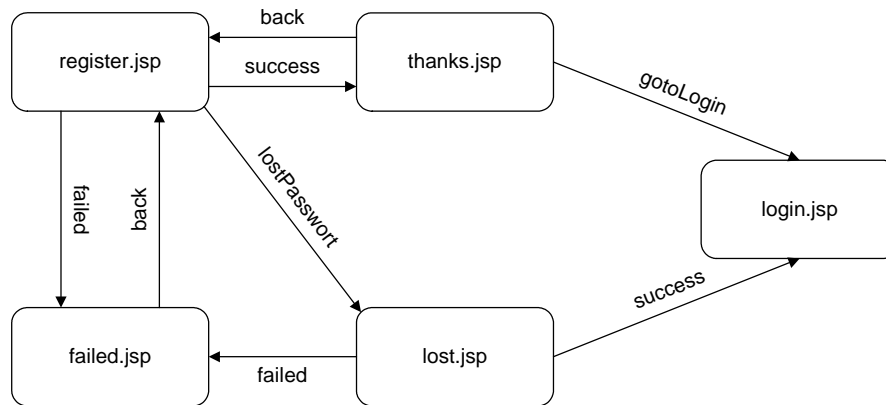 back
register.jsp
thanks.jsp
success
gotoLogin
failed
back
lostPasswort
login.jsp
success
failed.jsp
lost.jsp
failed